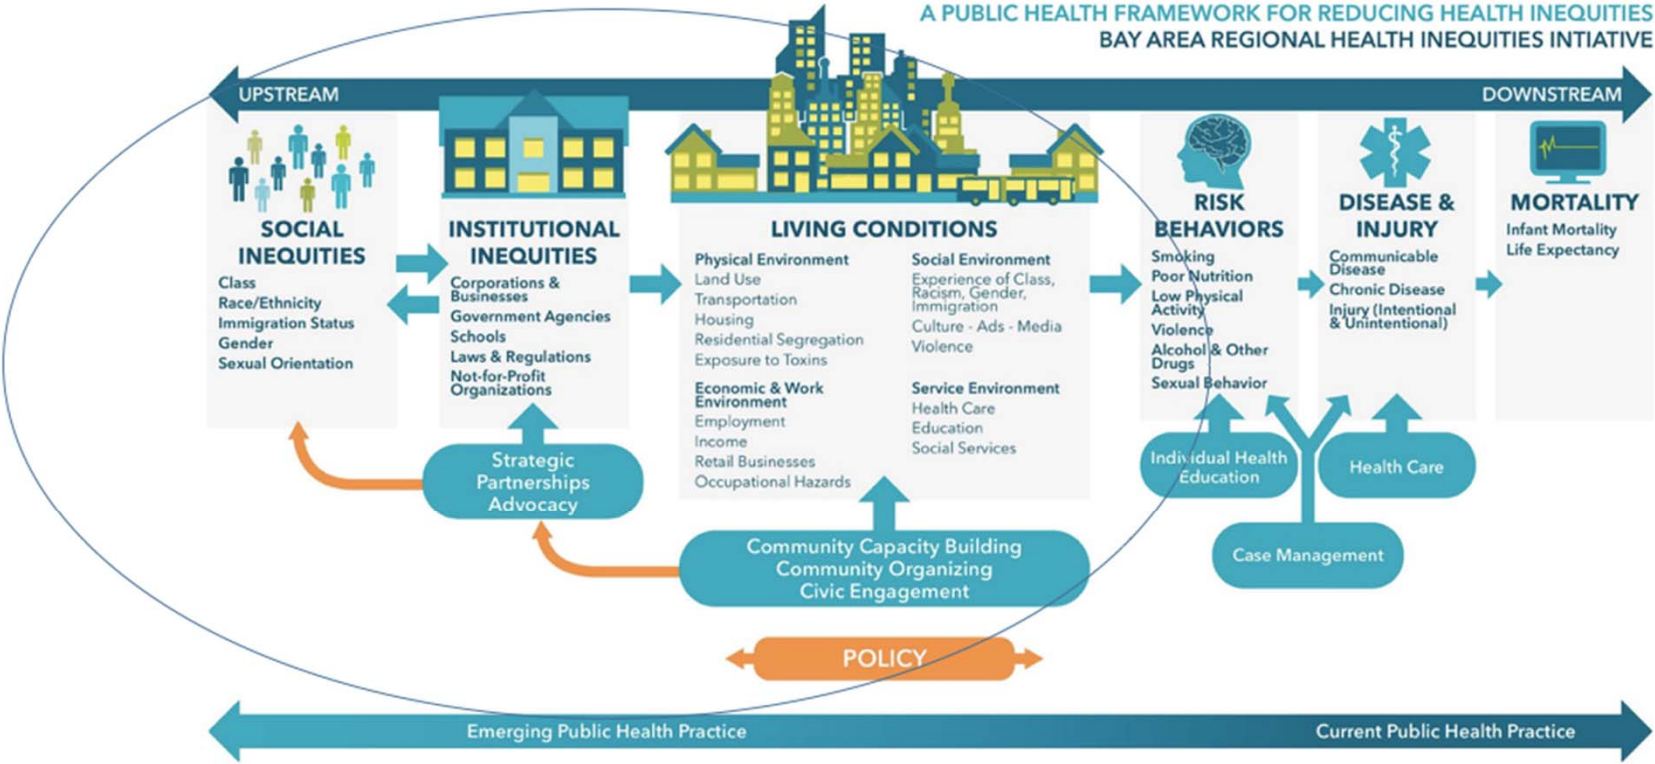 A PUBLIC HEALTH FRAMEWORK FOR REDUCING HEALTH INEQUITIES
BAY AREA REGIONAL HEALTH INEQUITIES INTIATIVE
UPSTREAM
DOWNSTREAM
SOCIAL
INEQUITIES
Class
Race/Ethnicity
Immigration Status
Gender
Sexual Orientation
INSTITUTIONAL
INEQUITIES
Corporations &
Businesses
Government Agencies
Schools
Laws & Regulations
Not-for-Profit
Organizations
Strategic
Partnerships
Advocacy
LIVING CONDITIONS
Physical Environment
Land Use
Transportation
Housing
Residential Segregation
Exposure to Toxins
Economic & Work
Environment
Employment
Income
Retail Businesses
Occupational Hazards
Social Environment
Experience of Class,
Racism, Gender,
Immigration
Culture - Ads - Media
Violence
Service Environment
Health Care
Education
Social Services
Community Capacity Building
Community Organizing
Civic Engagement
RISK
BEHAVIORS
Smoking
Poor Nutrition
Low Physical
Activity
Violence
Alcohol & Other
Drugs
Sexual Behavior
Individual Health
Education
DISEASE &
INJURY
Communicable
Disease
Chronic Disease
Injury (Intentional
& Unintentional)
Health Care
Case Management
MORTALITY
Infant Mortality
Life Expectancy
POLICY
Emerging Public Health Practice
Current Public Health Practice